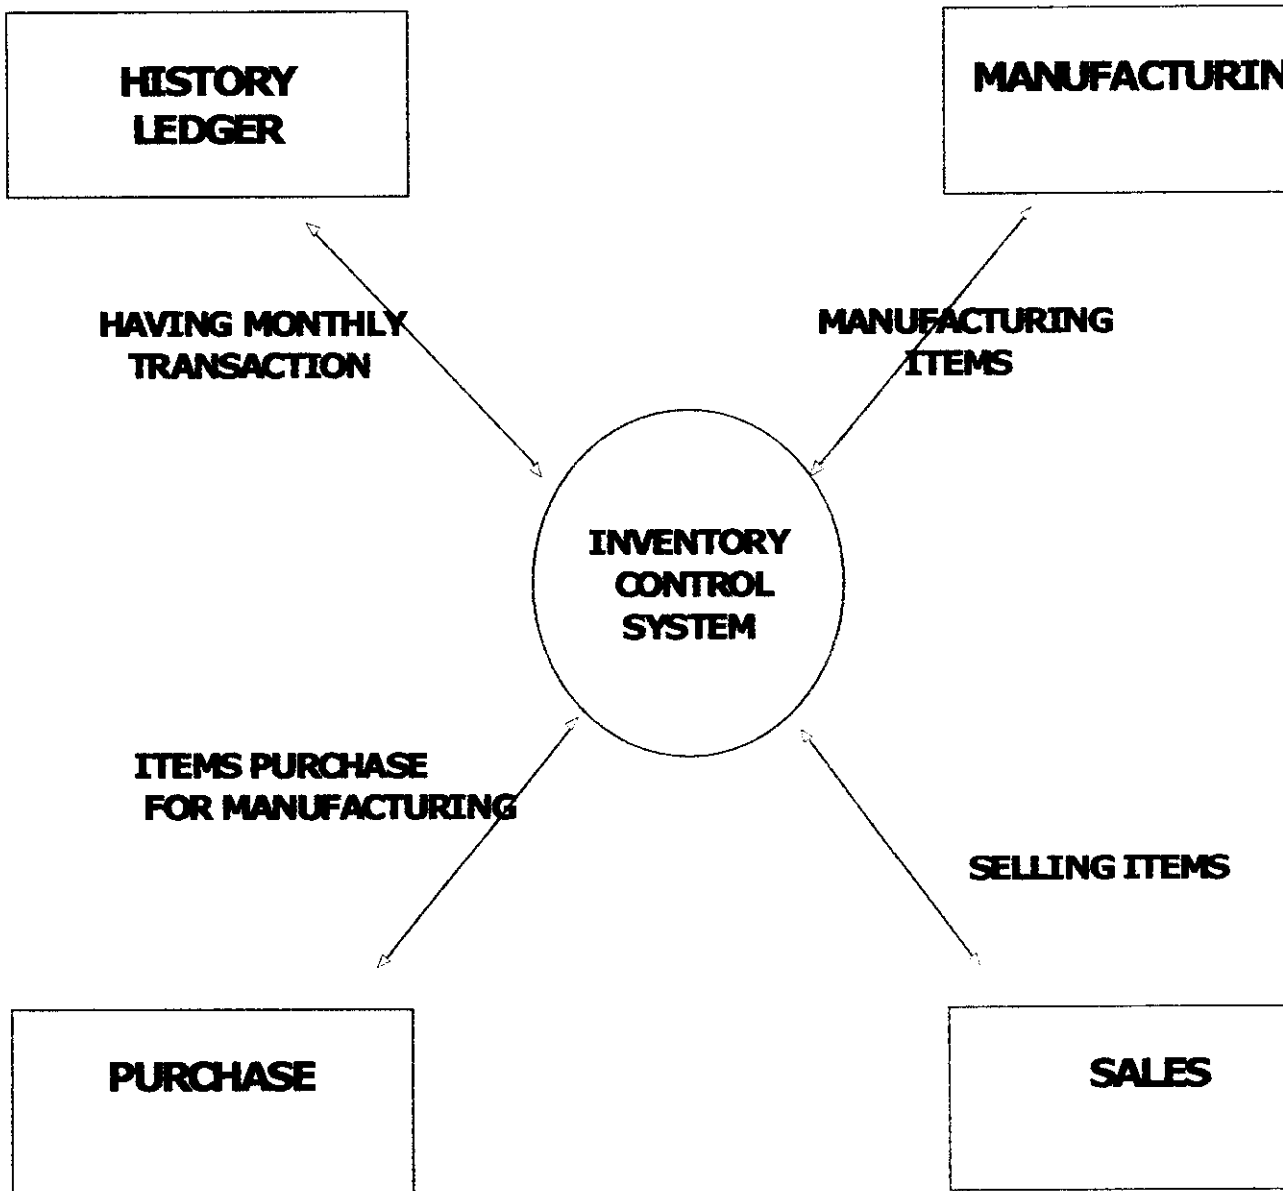 HISTORY
LEDGER
MANUFACTURIN
HAVING MONTHLY
TRANSACTION
MANUFACTURING
ITEMS
INVENTORY
CONTROL
SYSTEM
ITEMS PURCHASE
FOR MANUFACTURING
SELLING ITEMS
PURCHASE
SALES